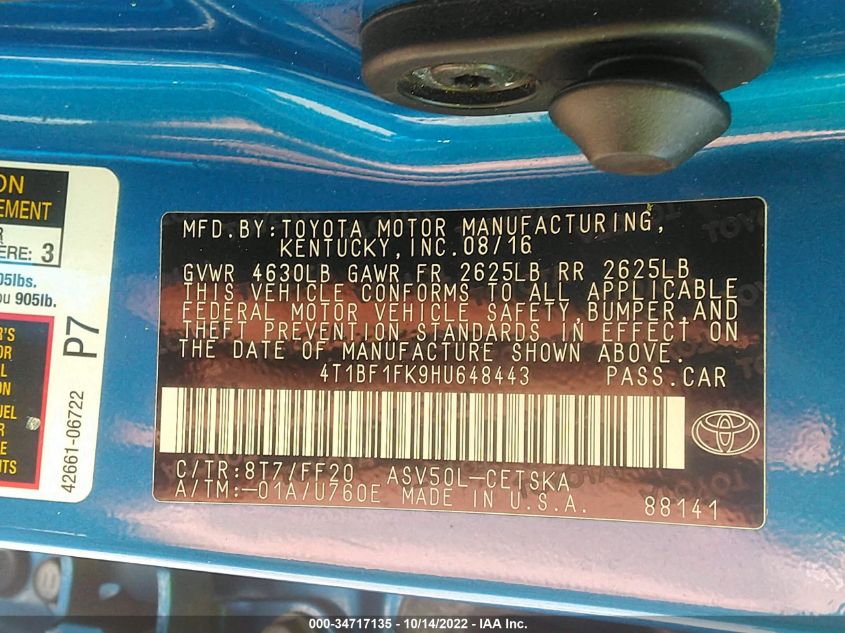 ON
EMENT
R
ERE: 3
05lbs.
ou 905lb.
P7
42661-06722
MFD.BY:TOYOTA MOTOR MANUFACTURING,
KENTUCKY,INC.08/16
GVWR 4630LB GAWR FR 2625LB RR 2625LB
THIS VEHICLE CONFORMS TO ALL APPLICABLE
FEDERAL MOTOR VEHICLE SAFETY,BUMPER,AND
THEFT PREVENTION STANDARDS IN EFFECT ON
THE DATE OF MANUFACTURE SHOWN ABOVE.
4T1BF1FK9HU648443 PASS.CAR
C/TR:8T7/FF20 ASV50L-CETSKA
A/TM:-01A/U760E MADE IN U.S.A. 88141
000-34717135 - 10/14/2022 - IAA Inc.